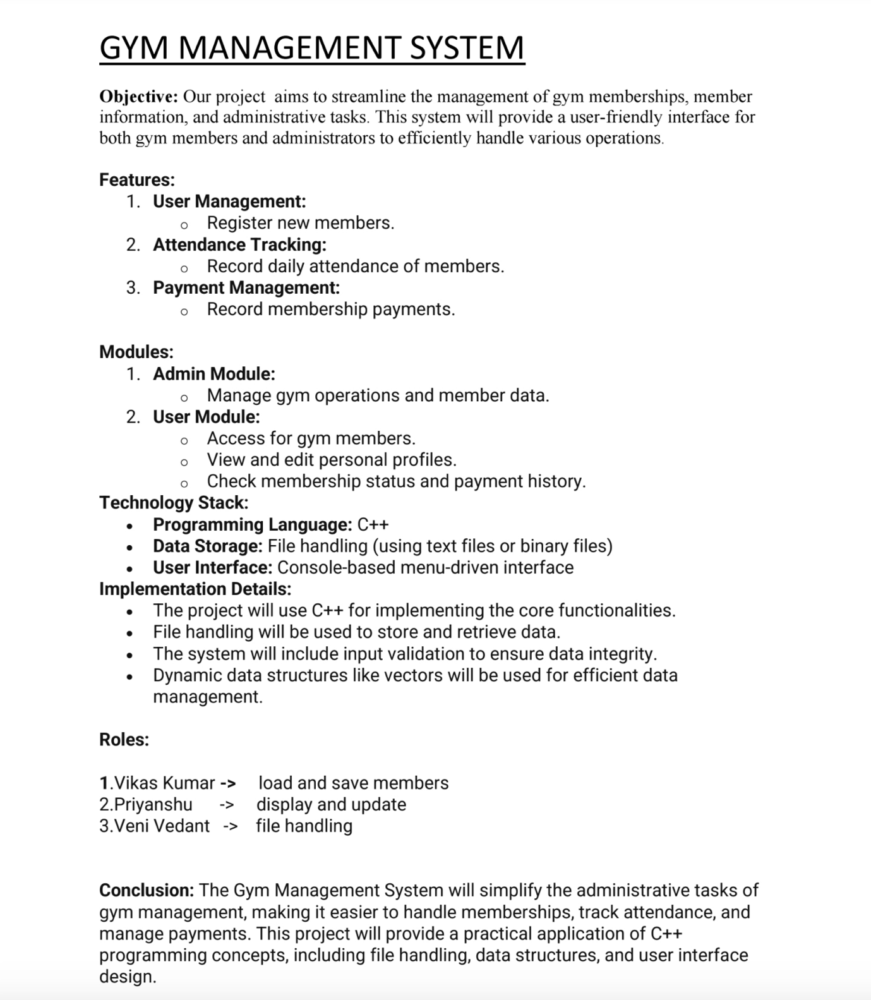 GYM MANAGEMENT SYSTEM
Objective: Our project aims to streamline the management of gym memberships, member
information, and administrative tasks. This system will provide a user-friendly interface for
both gym members and administrators to efficiently handle various operations.
Features:
1. User Management:
o Register new members.
2. Attendance Tracking:
o Record daily attendance of members.
3. Payment Management:
o Record membership payments.
Modules:
1. Admin Module:
o Manage gym operations and member data.
2. User Module:
o Access for gym members.
o View and edit personal profiles.
o Check membership status and payment history.
Technology Stack:
• Programming Language: C++
• Data Storage: File handling (using text files or binary files)
• User Interface: Console-based menu-driven interface
Implementation Details:
• The project will use C++ for implementing the core functionalities.
• File handling will be used to store and retrieve data.
• The system will include input validation to ensure data integrity.
• Dynamic data structures like vectors will be used for efficient data
management.
Roles:
1.Vikas Kumar -> load and save members
2.Priyanshu -> display and update
3.Veni Vedant -> file handling
Conclusion: The Gym Management System will simplify the administrative tasks of
gym management, making it easier to handle memberships, track attendance, and
manage payments. This project will provide a practical application of C++
programming concepts, including file handling, data structures, and user interface
design.